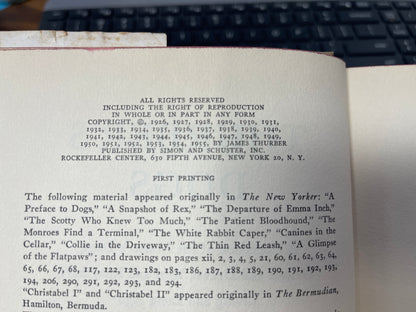 ALL RIGHTS RESERVED
INCLUDING THE RIGHT OF REPRODUCTION
IN WHOLE OR IN PART IN ANY FORM
COPYRIGHT, ©, 1926, 1927, 1928, 1929, 1930, 1931,
1932, 1933, 1934, 1935, 1936, 1937, 1938, 1939, 1940,
1941, 1942, 1943, 1944, 1945, 1946, 1947, 1948, 1949,
1950, 1951, 1952, 1953, 1954, 1955, BY JAMES THURBER
PUBLISHED BY SIMON AND SCHUSTER, INC.
ROCKEFELLER CENTER, 630 FIFTH AVENUE, NEW YORK 20, N. Y.
FIRST PRINTING
The following material appeared originally in The New Yorker: “A
Preface to Dogs,” “A Snapshot of Rex,” “The Departure of Emma Inch,”
“The Scotty Who Knew Too Much,” “The Patient Bloodhound,” “The
Monroes Find a Terminal,” “The White Rabbit Caper,” “Canines in the
Cellar,” “Collie in the Driveway,” “The Thin Red Leash,” “A Glimpse
of the Flatpaws”; and drawings on pages xii, 2, 3, 4, 5, 21, 60, 61, 62, 63, 64,
65, 66, 67, 68, 117, 122, 123, 182, 183, 186, 187, 188, 189, 190, 191, 192, 193,
194, 206, 290, 291, 292, 293, and 294.
“Christabel I” and “Christabel II” appeared originally in The Bermudian,
Hamilton, Bermuda.